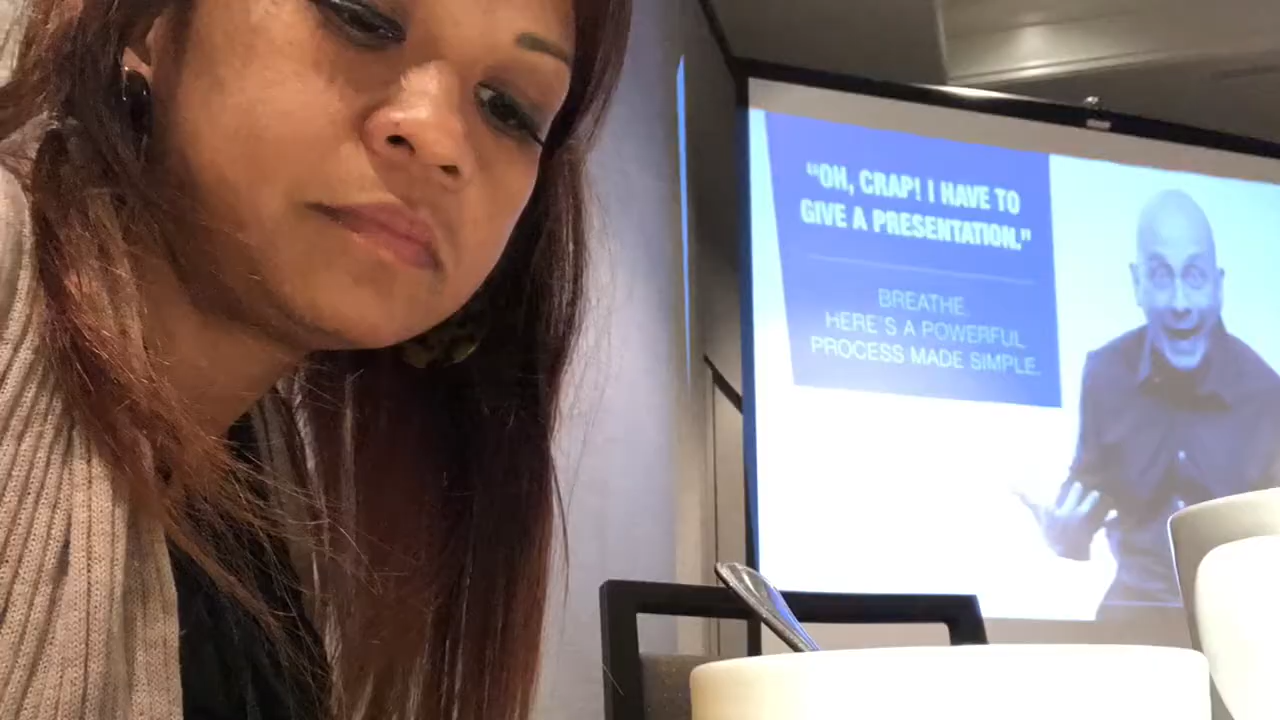 “OH, CRAP! I HAVE TO
GIVE A PRESENTATION.”
BREATHE.
HERE’S A POWERFUL
PROCESS MADE SIMPLE.